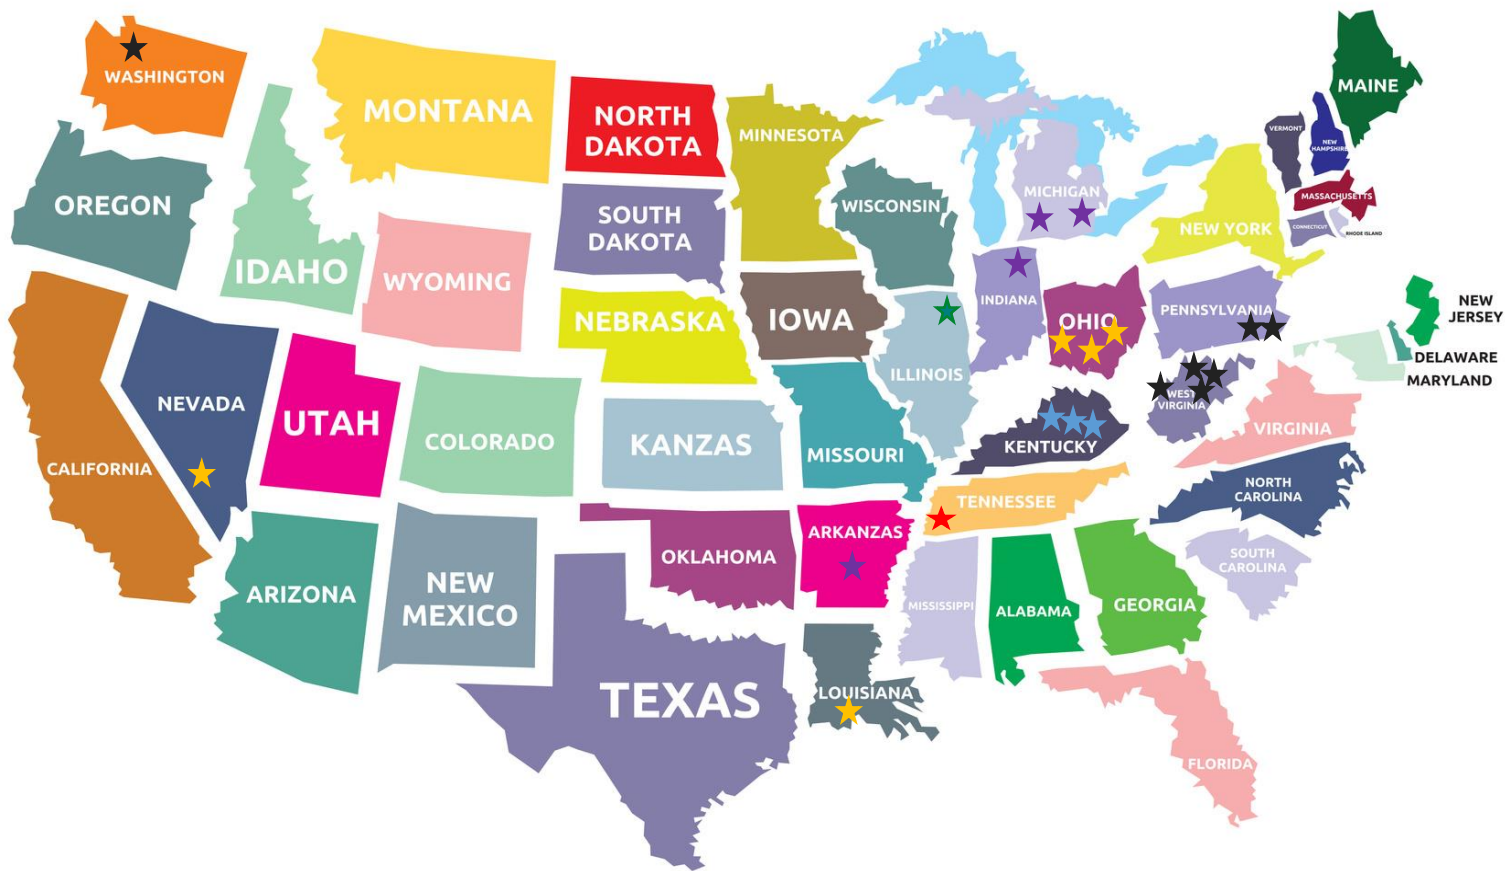 WASHINGTON
MONTANA
NORTH
DAKOTA
MINNESOTA
MAINE
VERMONT
NEW
HAMPSHIRE
OREGON
IDAHO
WYOMING
SOUTH
DAKOTA
WISCONSIN
MICHIGAN
NEW YORK
MASSACHUSETTS
CONNECTICUT
RHODE ISLAND
NEBRASKA
IOWA
INDIANA
OHIO
PENNSYLVANIA
NEW
JERSEY
DELAWARE
MARYLAND
NEVADA
UTAH
COLORADO
KANZAS
ILLINOIS
MISSOURI
KENTUCKY
WEST
VIRGINIA
VIRGINIA
CALIFORNIA
ARIZONA
NEW
MEXICO
OKLAHOMA
ARKANZAS
TENNESSEE
NORTH
CAROLINA
SOUTH
CAROLINA
MISSISSIPPI
ALABAMA
GEORGIA
TEXAS
LOUISIANA
FLORIDA